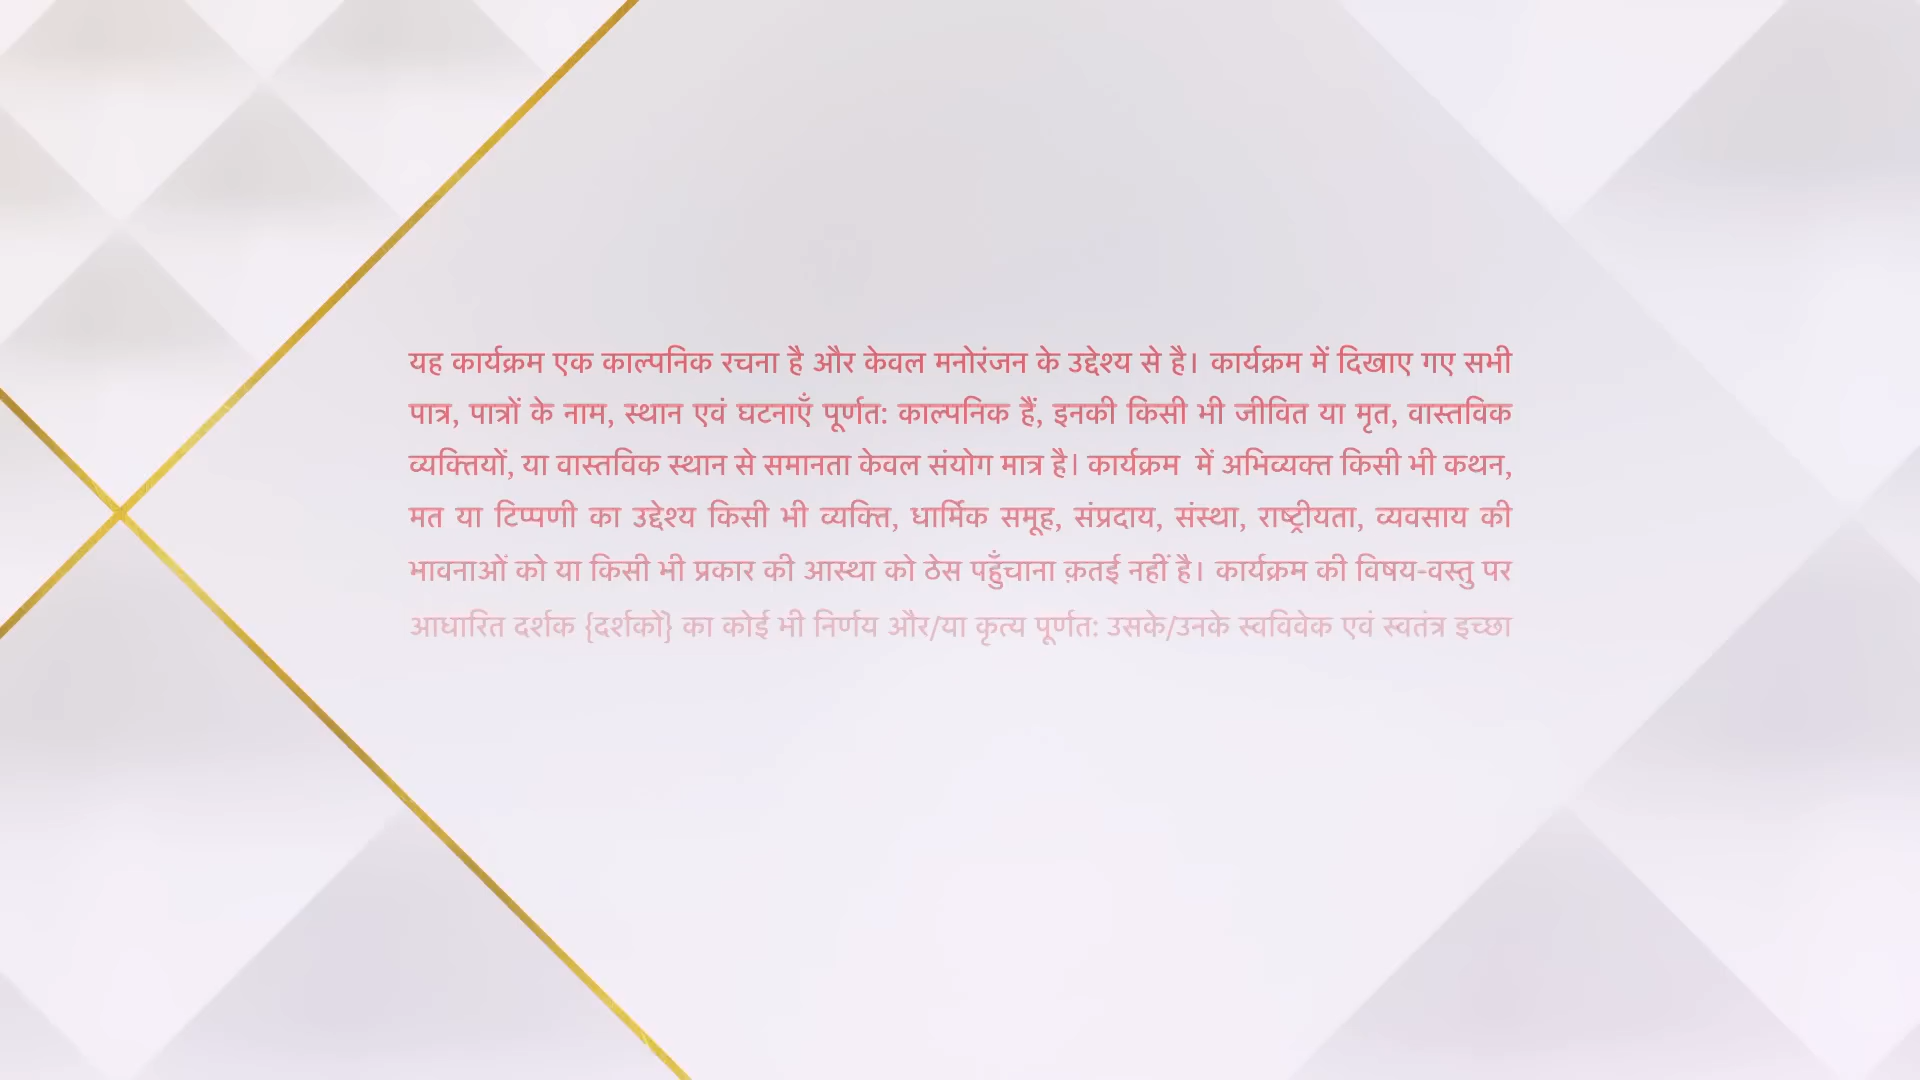 यह कार्यक्रम एक काल्पनिक रचना है और केवल मनोरंजन के उद्देश्य से है। कार्यक्रम में दिखाए गए सभी
पात्र, पात्रों के नाम, स्थान एवं घटनाएँ पूर्णत: काल्पनिक हैं, इनकी किसी भी जीवित या मृत, वास्तविक
व्यक्तियों, या वास्तविक स्थान से समानता केवल संयोग मात्र है। कार्यक्रम में अभिव्यक्त किसी भी कथन,
मत या टिप्पणी का उद्देश्य किसी भी व्यक्ति, धार्मिक समूह, संप्रदाय, संस्था, राष्ट्रीयता, व्यवसाय की
भावनाओं को या किसी भी प्रकार की आस्था को ठेस पहुँचाना क़तई नहीं है। कार्यक्रम की विषय-वस्तु पर
आधारित दर्शक {दर्शकों} का कोई भी निर्णय और/या कृत्य पूर्णत: उसके/उनके स्वविवेक एवं स्वतंत्र इच्छा